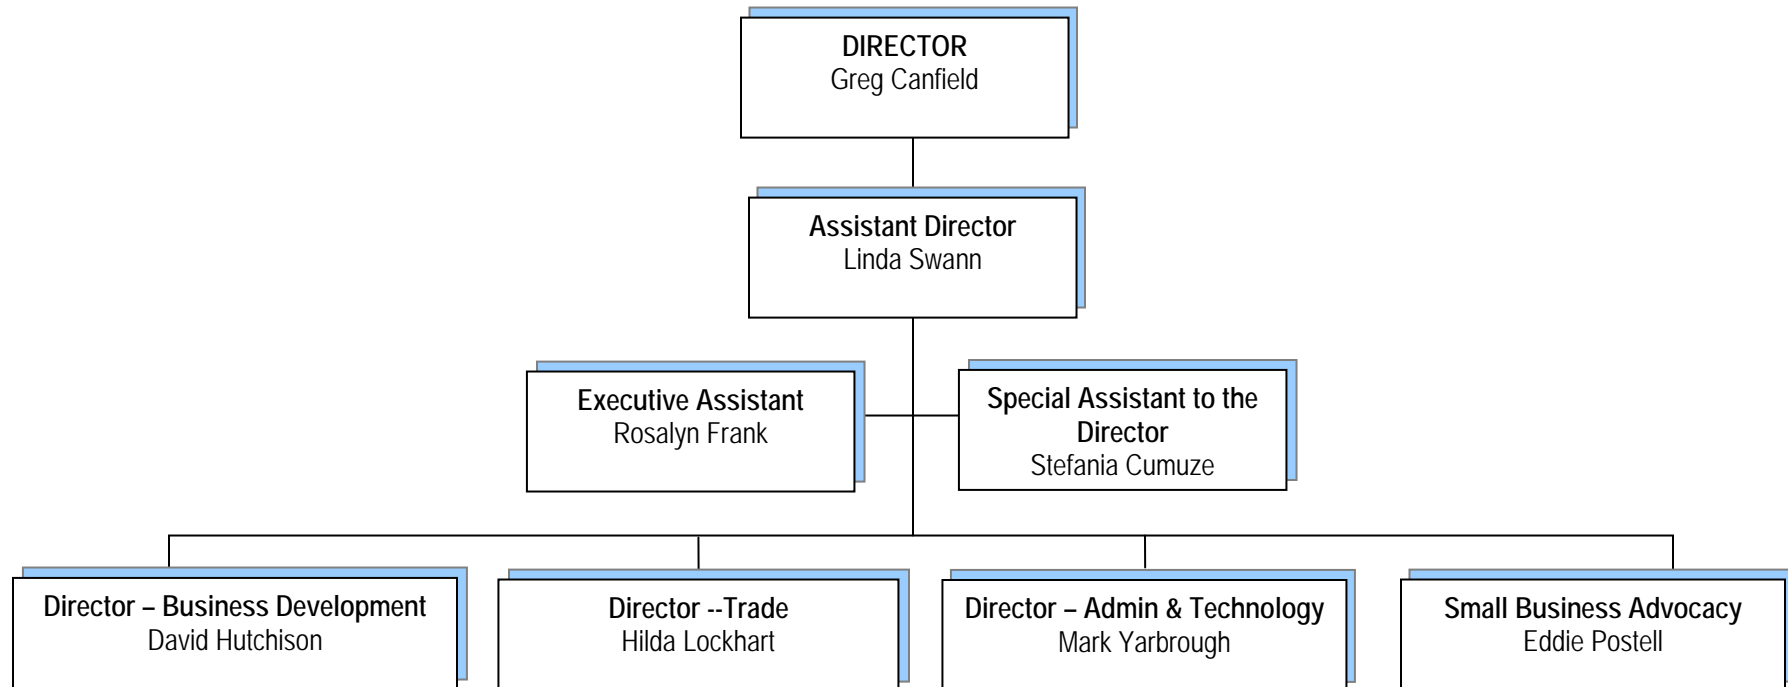 DIRECTOR
Greg Canfield
Assistant Director
Linda Swann
Executive Assistant
Rosalyn Frank
Special Assistant to the
Director
Stefania Cumuze
Director – Business Development
David Hutchison
Director --Trade
Hilda Lockhart
Director – Admin & Technology
Mark Yarbrough
Small Business Advocacy
Eddie Postell